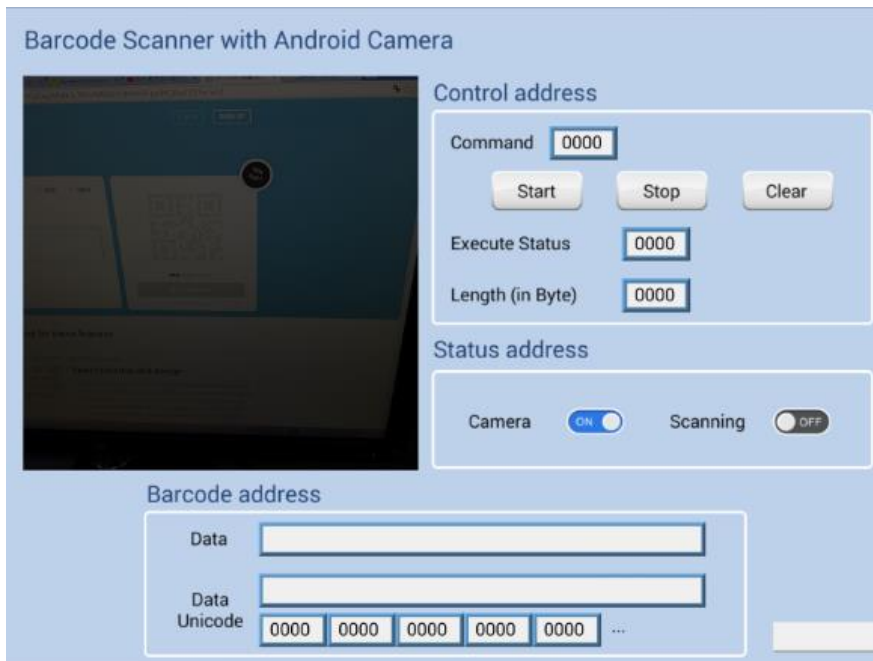 Barcode Scanner with Android Camera
Control address
Command 0000
Start Stop Clear
Execute Status 0000
Length (in Byte) 0000
Status address
Camera ON Scanning OFF
Barcode address
Data
Data
Unicode
0000 0000 0000 0000 0000 ...